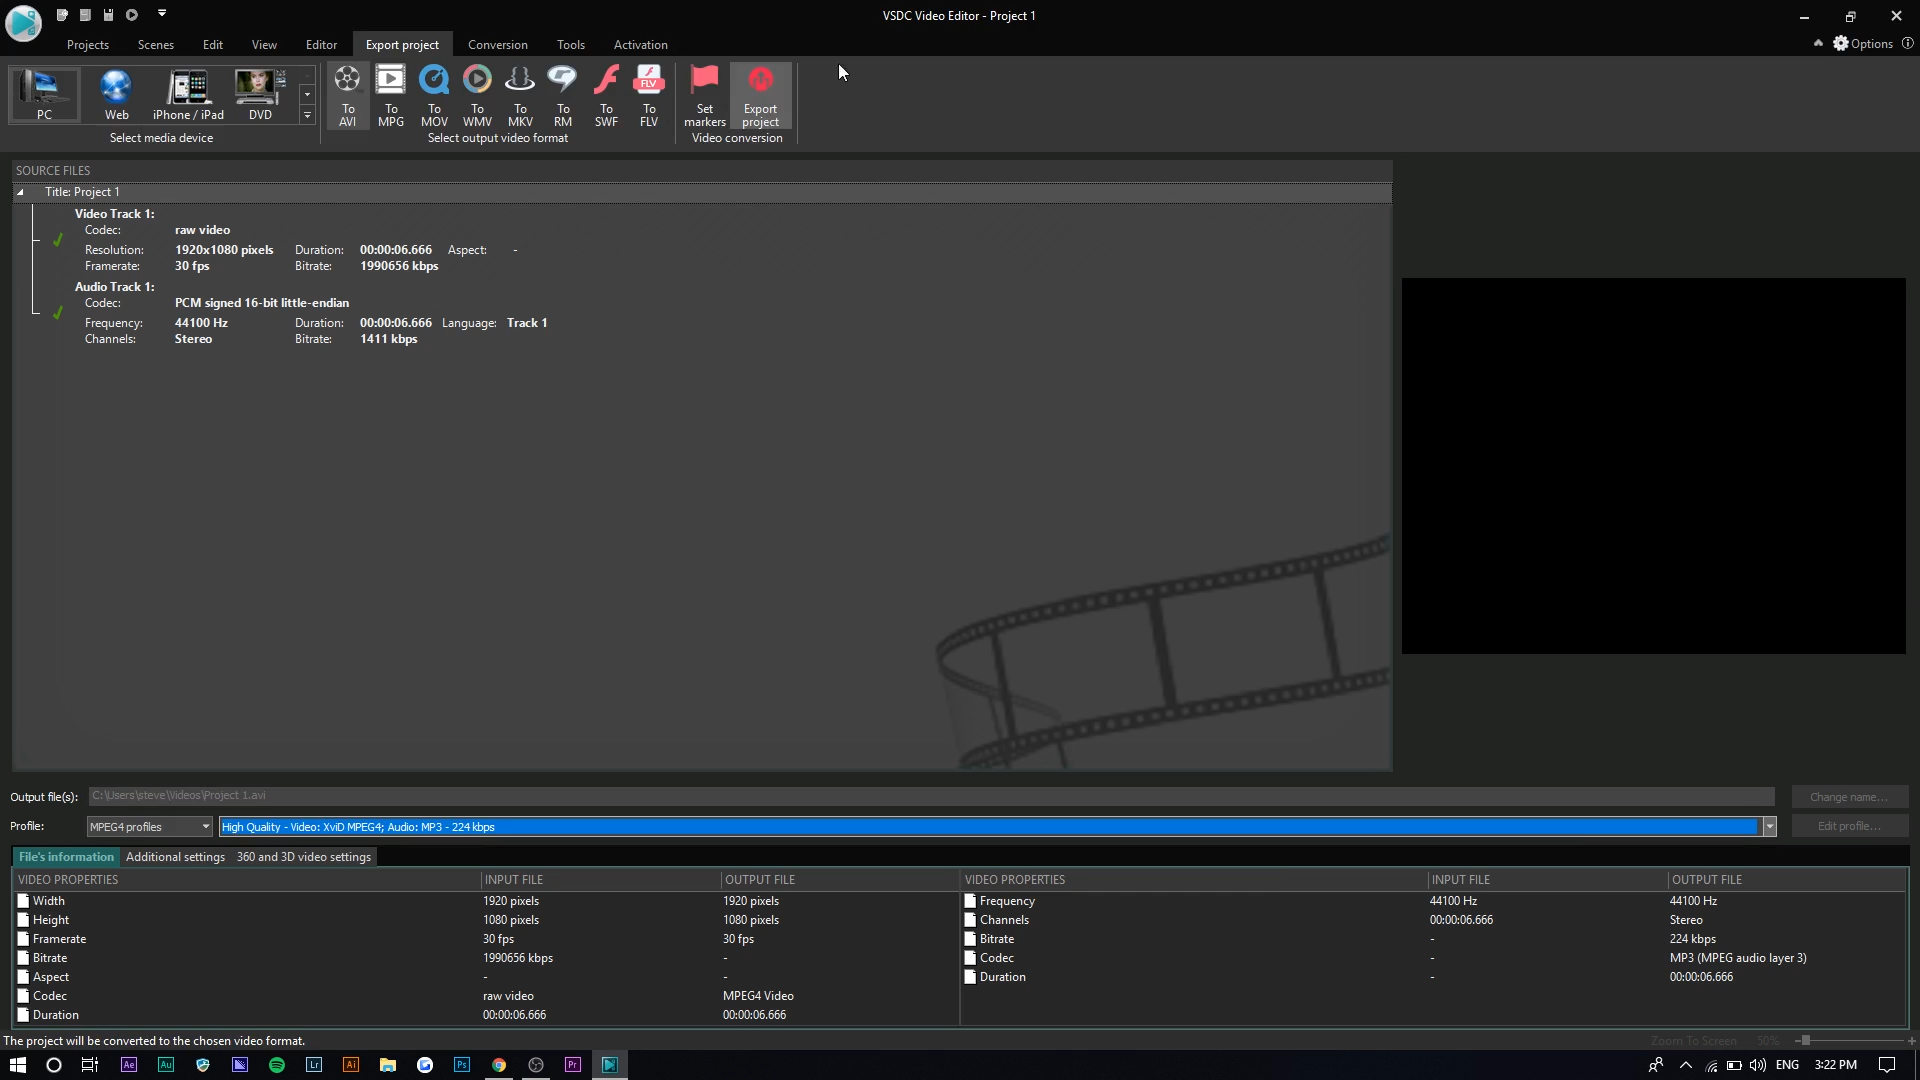 VSDC Video Editor - Project 1
Projects Scenes Edit View Editor Export project Conversion Tools Activation Options
PC Web iPhone / iPad DVD
Select media device
To AVI To MPG To MOV To WMV To MKV To RM To SWF To FLV
FLV
Select output video format
Set markers Export project
Video conversion
SOURCE FILES
Title: Project 1
Video Track 1:
Codec: raw video
Resolution: 1920x1080 pixels Duration: 00:00:06.666 Aspect: -
Framerate: 30 fps Bitrate: 1990656 kbps
Audio Track 1:
Codec: PCM signed 16-bit little-endian
Frequency: 44100 Hz Duration: 00:00:06.666 Language: Track 1
Channels: Stereo Bitrate: 1411 kbps
Output file(s): C:\Users\steve\Videos\Project 1.avi Change name...
Profile: MPEG4 profiles High Quality - Video: XviD MPEG4; Audio: MP3 - 224 kbps Edit profile...
File's information Additional settings 360 and 3D video settings
VIDEO PROPERTIES INPUT FILE OUTPUT FILE VIDEO PROPERTIES INPUT FILE OUTPUT FILE
Width 1920 pixels 1920 pixels Frequency 44100 Hz 44100 Hz
Height 1080 pixels 1080 pixels Channels 00:00:06.666 Stereo
Framerate 30 fps 30 fps Bitrate - 224 kbps
Bitrate 1990656 kbps - Codec - MP3 (MPEG audio layer 3)
Aspect - - Duration - 00:00:06.666
Codec raw video MPEG4 Video
Duration 00:00:06.666 00:00:06.666
The project will be converted to the chosen video format. Zoom To Screen 50%
Ae Au Lr Ai Ps Pr ENG 3:22 PM